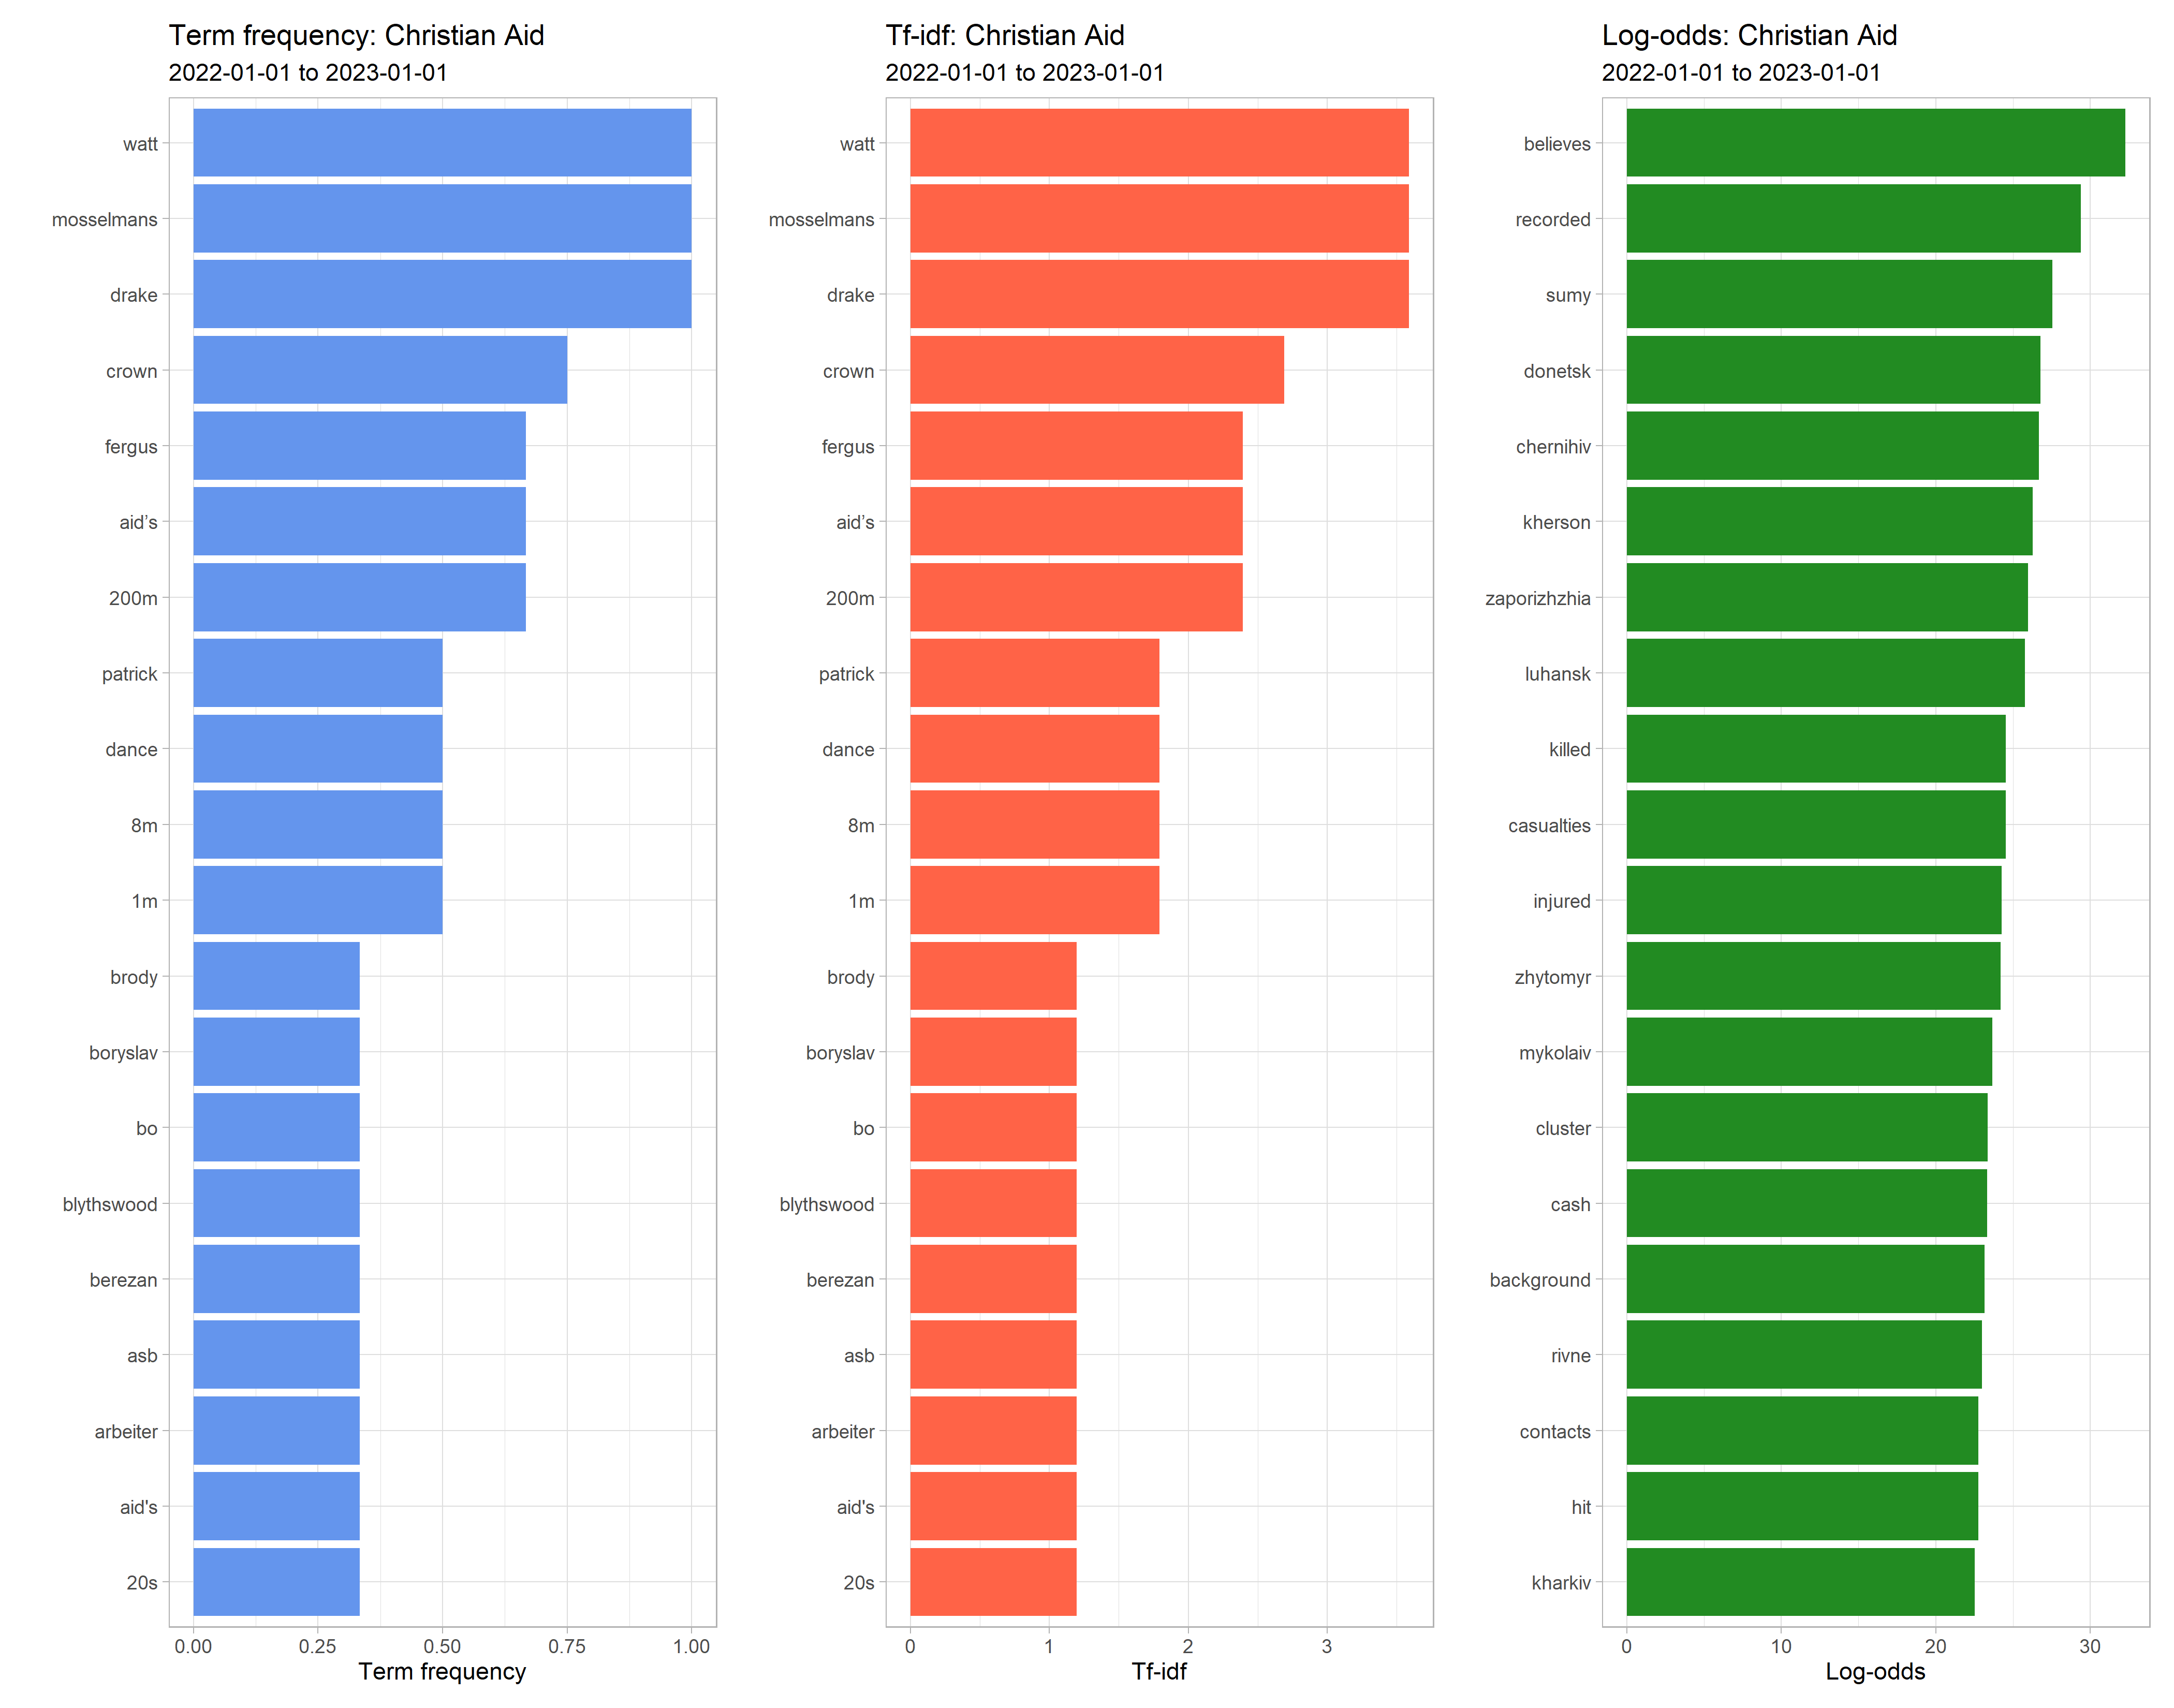 Term frequency: Christian Aid
2022-01-01 to 2023-01-01
watt
mosselmans
drake
crown
fergus
aid’s
200m
patrick
dance
8m
1m
brody
boryslav
bo
blythswood
berezan
asb
arbeiter
aid's
20s
0.00 0.25 0.50 0.75 1.00
Term frequency
Tf-idf: Christian Aid
2022-01-01 to 2023-01-01
watt
mosselmans
drake
crown
fergus
aid’s
200m
patrick
dance
8m
1m
brody
boryslav
bo
blythswood
berezan
asb
arbeiter
aid's
20s
0 1 2 3
Tf-idf
Log-odds: Christian Aid
2022-01-01 to 2023-01-01
believes
recorded
sumy
donetsk
chernihiv
kherson
zaporizhzhia
luhansk
killed
casualties
injured
zhytomyr
mykolaiv
cluster
cash
background
rivne
contacts
hit
kharkiv
0 10 20 30
Log-odds